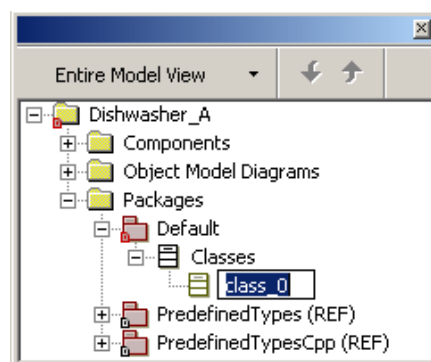 Entire Model View
Dishwasher_A
Components
Object Model Diagrams
Packages
Default
Classes
class_0
PredefinedTypes (REF)
PredefinedTypesCpp (REF)